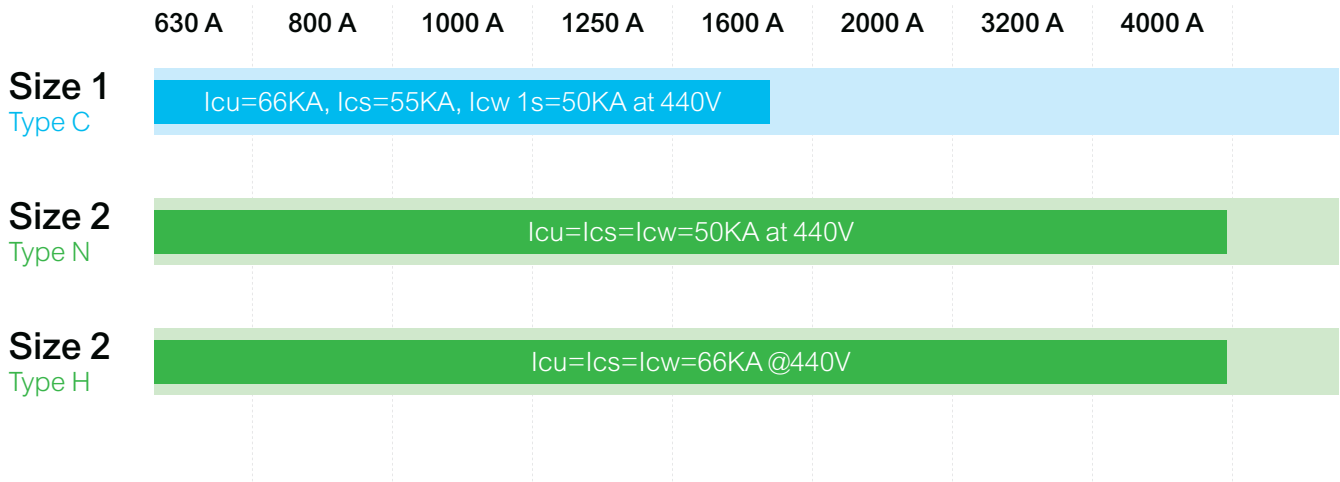 630 A 800 A 1000 A 1250 A 1600 A 2000 A 3200 A 4000 A
Size 1
Type C
Icu=66KA, Ics=55KA, Icw 1s=50KA at 440V
Size 2
Type N
Icu=Ics=Icw=50KA at 440V
Size 2
Type H
Icu=Ics=Icw=66KA @440V